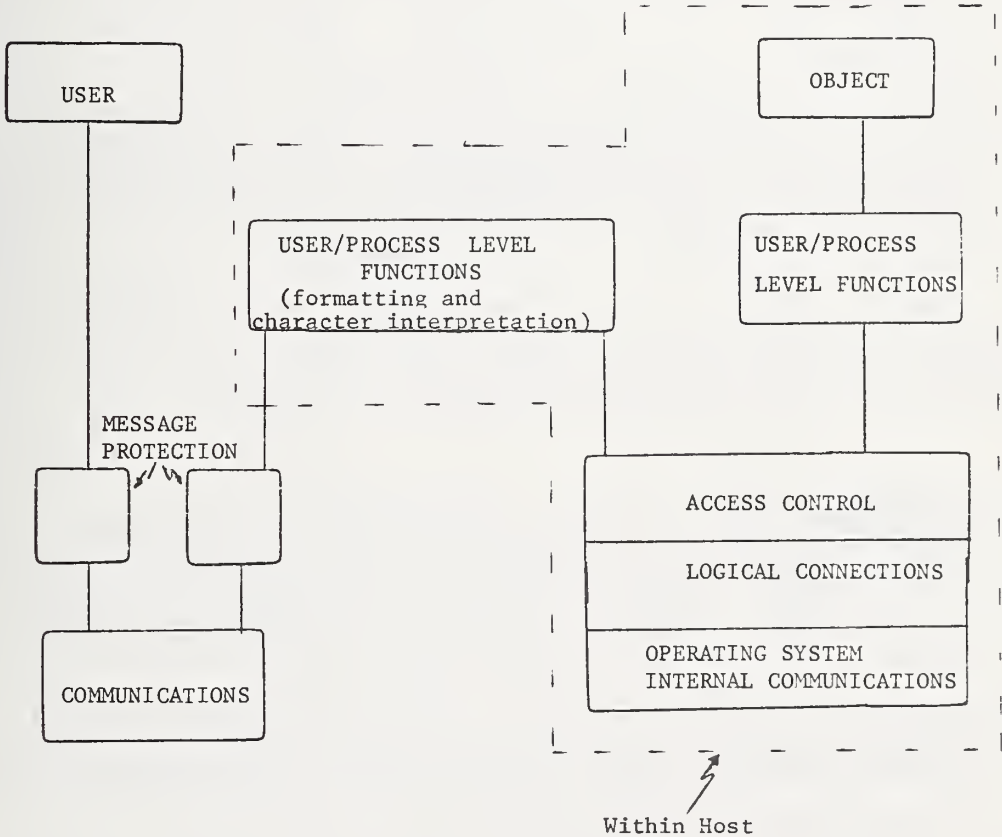 USER
OBJECT
USER/PROCESS LEVEL
FUNCTIONS
(formatting and
character interpretation)
USER/PROCESS
LEVEL FUNCTIONS
MESSAGE
PROTECTION
ACCESS CONTROL
LOGICAL CONNECTIONS
OPERATING SYSTEM
INTERNAL COMMUNICATIONS
COMMUNICATIONS
Within Host